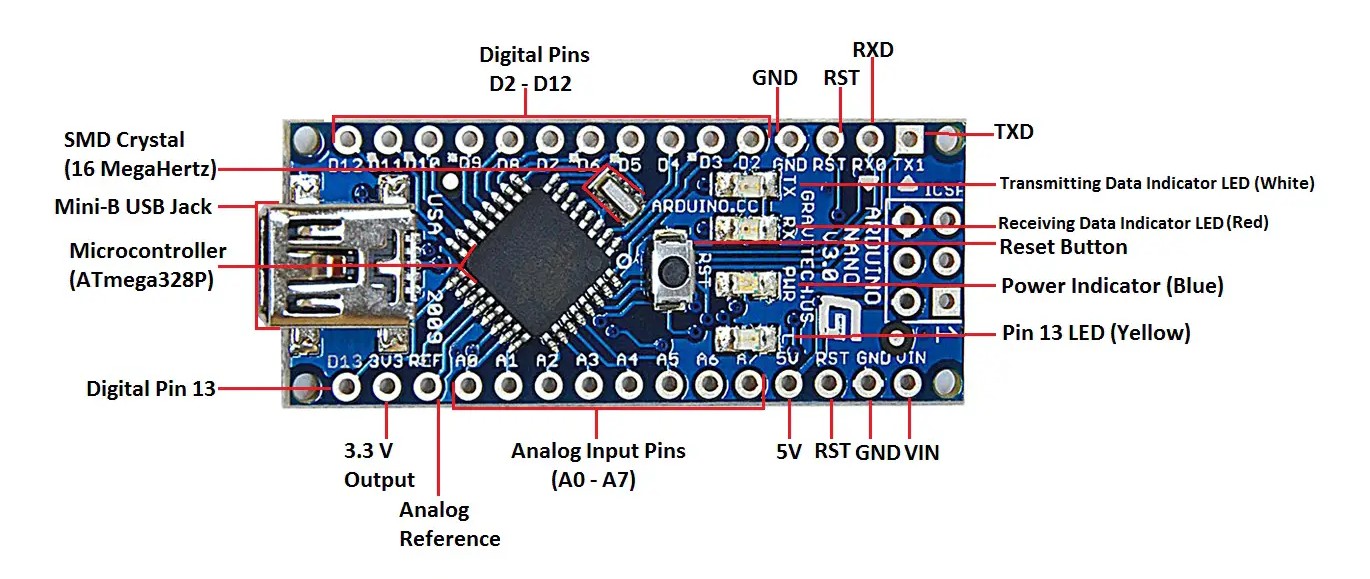 Digital Pins
D2 - D12
GND
RST
RXD
TXD
SMD Crystal
(16 MegaHertz)
Mini-B USB Jack
Microcontroller
(ATmega328P)
Digital Pin 13
Transmitting Data Indicator LED (White)
Receiving Data Indicator LED (Red)
Reset Button
Power Indicator (Blue)
Pin 13 LED (Yellow)
D12 D11 D10 D9 D8 D7 D6 D5 D4 D3 D2 GND RST RX0 TX1
ICSP
TX
RX
ARDUINO.CC
USA
2009
RST
PWR
L
GRAVITECH.US
ARDUINO
NANO
V3.0
G
1
D13 3V3 REF A0 A1 A2 A3 A4 A5 A6 A7 5V RST GND VIN
3.3 V
Output
Analog
Reference
Analog Input Pins
(A0 - A7)
5V
RST
GND
VIN